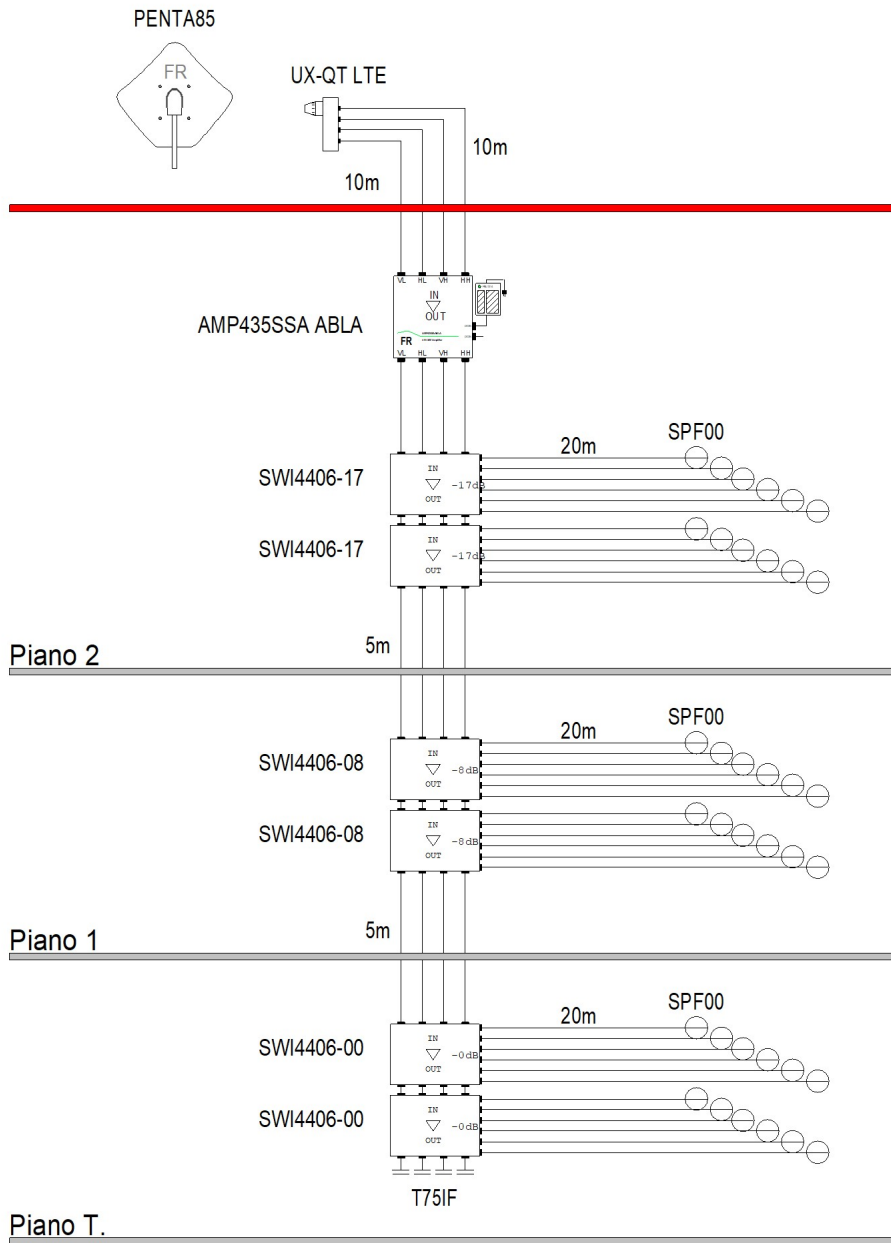 PENTA85
FR
UX-QT LTE
10m
10m
VL HL VH HH
IN
OUT
AMP435SSA ABLA
FR
VL HL VH HH
SPF00
20m
SWI4406-17
IN
-17dB
OUT
SWI4406-17
IN
-17dB
OUT
5m
Piano 2
SPF00
20m
SWI4406-08
IN
-8dB
OUT
SWI4406-08
IN
-8dB
OUT
5m
Piano 1
SPF00
20m
SWI4406-00
IN
-0dB
OUT
SWI4406-00
IN
-0dB
OUT
T75IF
Piano T.